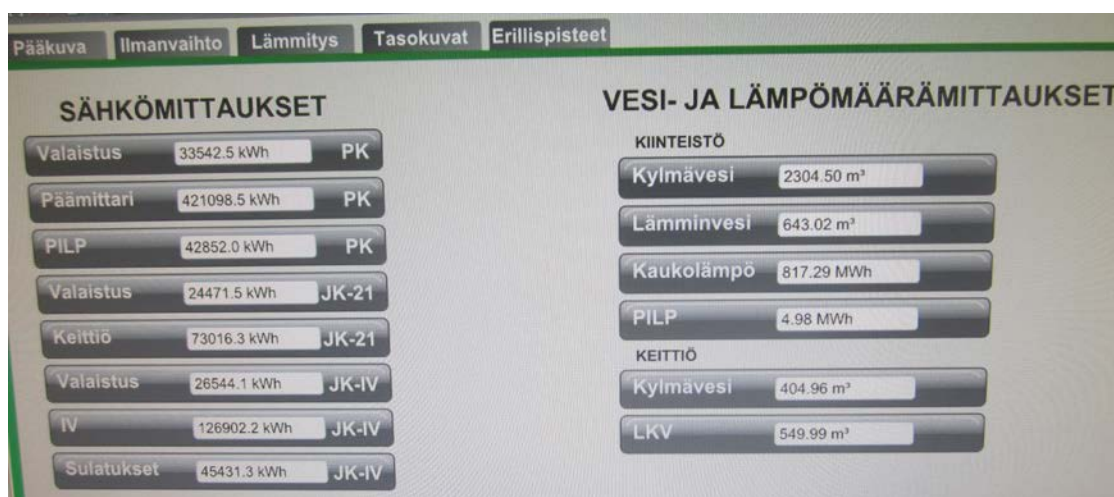 Pääkuva Ilmanvaihto Lämmitys Tasokuvat Erillispisteet
SÄHKÖMITTAUKSET
Valaistus 33542.5 kWh PK
Päämittari 421098.5 kWh PK
PILP 42852.0 kWh PK
Valaistus 24471.5 kWh JK-21
Keittiö 73016.3 kWh JK-21
Valaistus 26544.1 kWh JK-IV
IV 126902.2 kWh JK-IV
Sulatukset 45431.3 kWh JK-IV
VESI- JA LÄMPÖMÄÄRÄMITTAUKSET
KIINTEISTÖ
Kylmävesi 2304.50 m³
Lämminvesi 643.02 m³
Kaukolämpö 817.29 MWh
PILP 4.98 MWh
KEITTIÖ
Kylmävesi 404.96 m³
LKV 549.99 m³